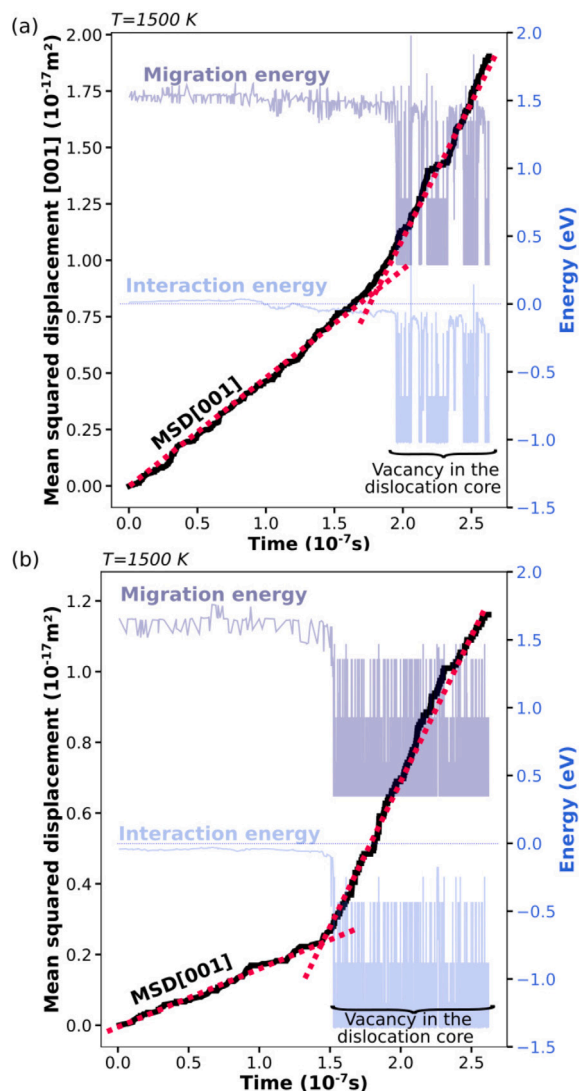 (a)
T=1500 K
Mean squared displacement [001] (10⁻¹⁷m²)
2.00
1.75
1.50
1.25
1.00
0.75
0.50
0.25
0.00
Migration energy
Interaction energy
MSD[001]
Vacancy in the
dislocation core
2.0
1.5
1.0
0.5
0.0
−0.5
−1.0
−1.5
Energy (eV)
0.0 0.5 1.0 1.5 2.0 2.5
Time (10⁻⁷s)
(b)
T=1500 K
Mean squared displacement (10⁻¹⁷m²)
1.2
1.0
0.8
0.6
0.4
0.2
0.0
Migration energy
Interaction energy
MSD[001]
Vacancy in the
dislocation core
2.0
1.5
1.0
0.5
0.0
−0.5
−1.0
−1.5
Energy (eV)
0.0 0.5 1.0 1.5 2.0 2.5
Time (10⁻⁷s)